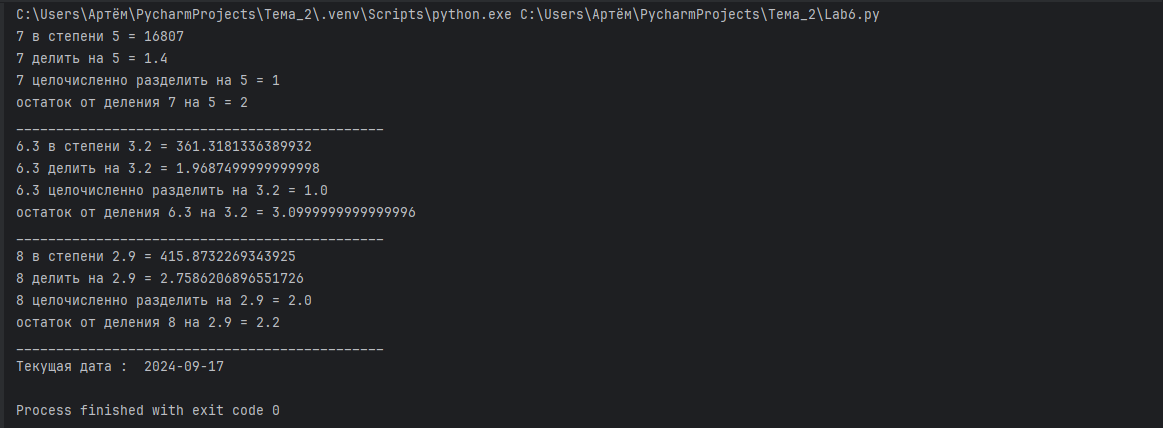 C:\Users\Артём\PycharmProjects\Тема_2\.venv\Scripts\python.exe C:\Users\Артём\PycharmProjects\Тема_2\Lab6.py
7 в степени 5 = 16807
7 делить на 5 = 1.4
7 целочисленно разделить на 5 = 1
остаток от деления 7 на 5 = 2
______________________________________________
6.3 в степени 3.2 = 361.3181336389932
6.3 делить на 3.2 = 1.9687499999999998
6.3 целочисленно разделить на 3.2 = 1.0
остаток от деления 6.3 на 3.2 = 3.0999999999999996
______________________________________________
8 в степени 2.9 = 415.8732269343925
8 делить на 2.9 = 2.7586206896551726
8 целочисленно разделить на 2.9 = 2.0
остаток от деления 8 на 2.9 = 2.2
______________________________________________
Текущая дата :  2024-09-17
Process finished with exit code 0